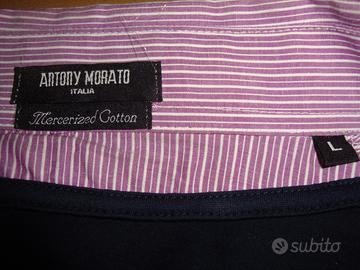 ANTONY MORATO
ITALIA
Mercerized Cotton
L
subito